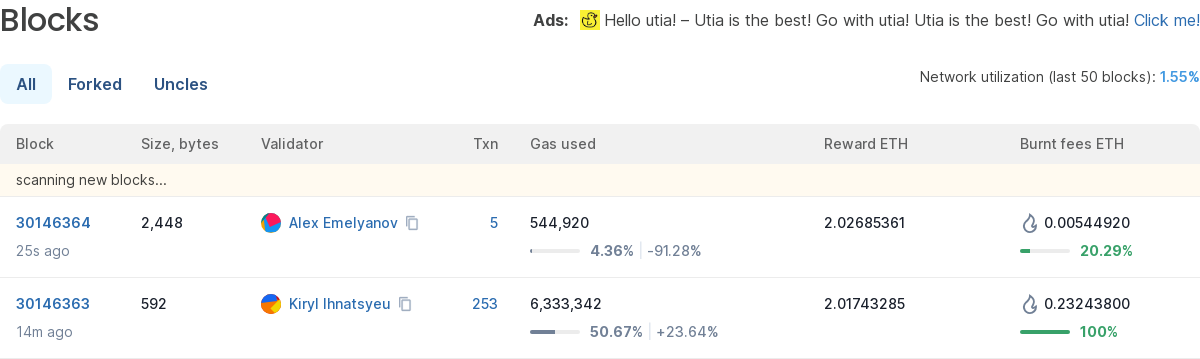 Blocks
Ads: Hello utia! – Utia is the best! Go with utia! Utia is the best! Go with utia! Click me!
All Forked Uncles
Network utilization (last 50 blocks): 1.55%
Block Size, bytes Validator Txn Gas used Reward ETH Burnt fees ETH
scanning new blocks...
30146364 2,448 Alex Emelyanov 5 544,920 2.02685361 0.00544920
25s ago 4.36% -91.28% 20.29%
30146363 592 Kiryl Ihnatsyeu 253 6,333,342 2.01743285 0.23243800
14m ago 50.67% +23.64% 100%